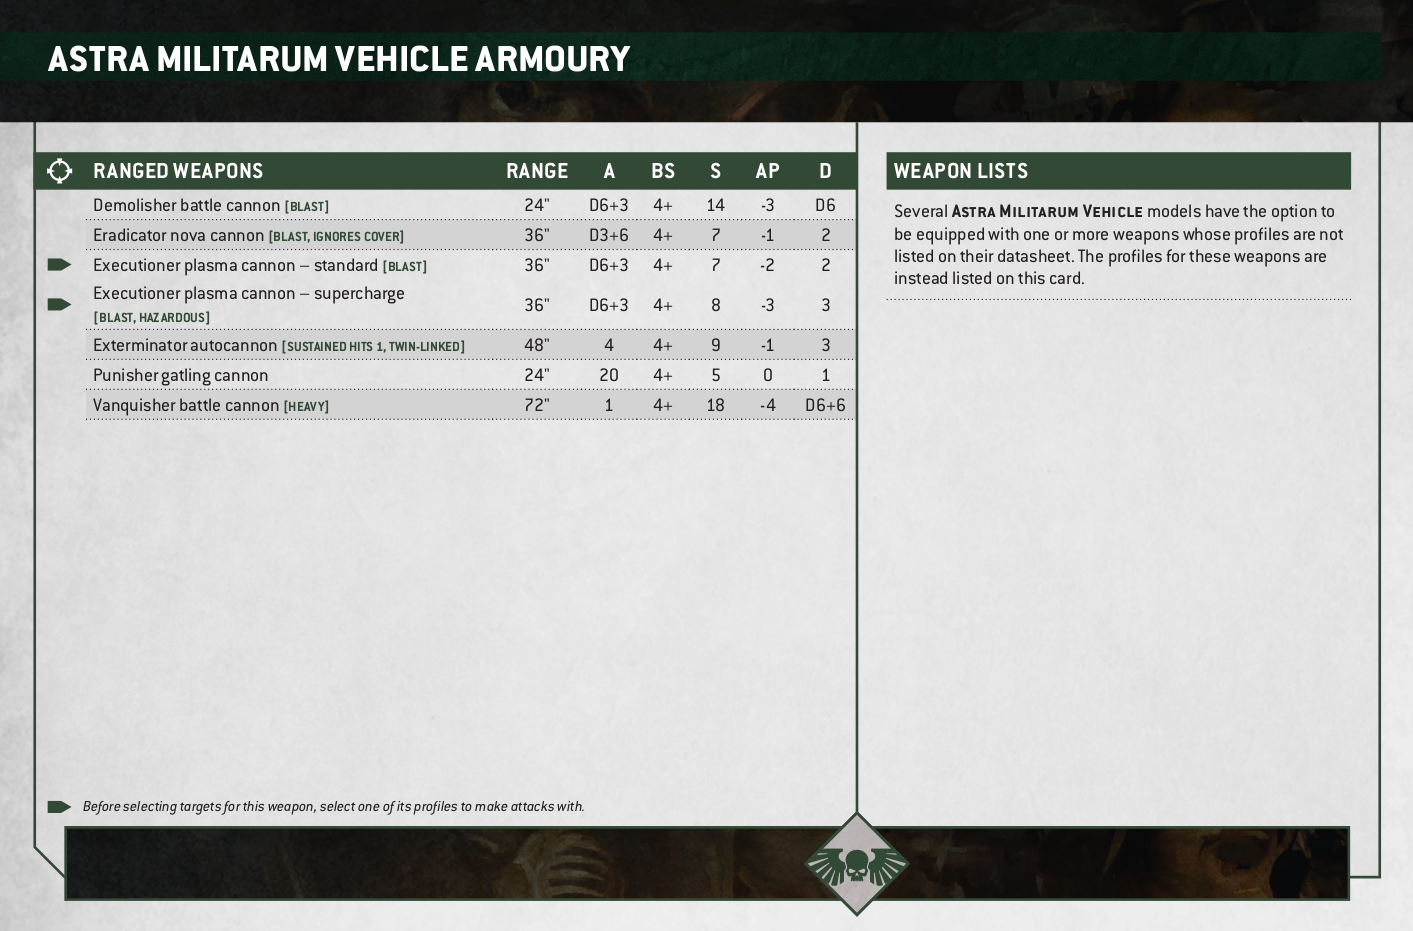 ASTRA MILITARUM VEHICLE ARMOURY
RANGED WEAPONS RANGE A BS S AP D
Demolisher battle cannon [BLAST] 24" D6+3 4+ 14 -3 D6
Eradicator nova cannon [BLAST, IGNORES COVER] 36" D3+6 4+ 7 -1 2
Executioner plasma cannon – standard [BLAST] 36" D6+3 4+ 7 -2 2
Executioner plasma cannon – supercharge
[BLAST, HAZARDOUS] 36" D6+3 4+ 8 -3 3
Exterminator autocannon [SUSTAINED HITS 1, TWIN-LINKED] 48" 4 4+ 9 -1 3
Punisher gatling cannon 24" 20 4+ 5 0 1
Vanquisher battle cannon [HEAVY] 72" 1 4+ 18 -4 D6+6
Before selecting targets for this weapon, select one of its profiles to make attacks with.
WEAPON LISTS
Several ASTRA MILITARUM VEHICLE models have the option to
be equipped with one or more weapons whose profiles are not
listed on their datasheet. The profiles for these weapons are
instead listed on this card.